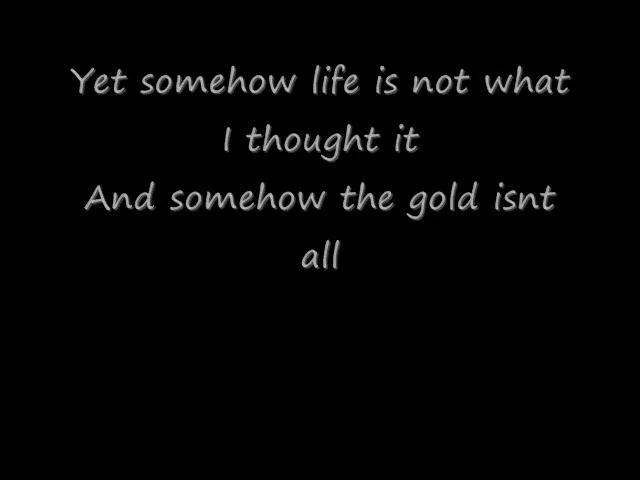 Yet somehow life is not what
I thought it
And somehow the gold isnt
all